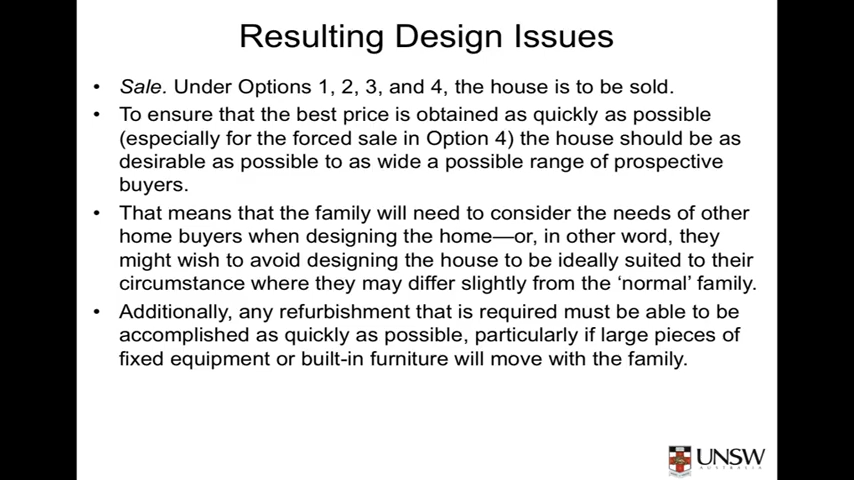 Resulting Design Issues
• Sale. Under Options 1, 2, 3, and 4, the house is to be sold.
• To ensure that the best price is obtained as quickly as possible
(especially for the forced sale in Option 4) the house should be as
desirable as possible to as wide a possible range of prospective
buyers.
• That means that the family will need to consider the needs of other
home buyers when designing the home—or, in other word, they
might wish to avoid designing the house to be ideally suited to their
circumstance where they may differ slightly from the ‘normal’ family.
• Additionally, any refurbishment that is required must be able to be
accomplished as quickly as possible, particularly if large pieces of
fixed equipment or built-in furniture will move with the family.
UNSW
AUSTRALIA